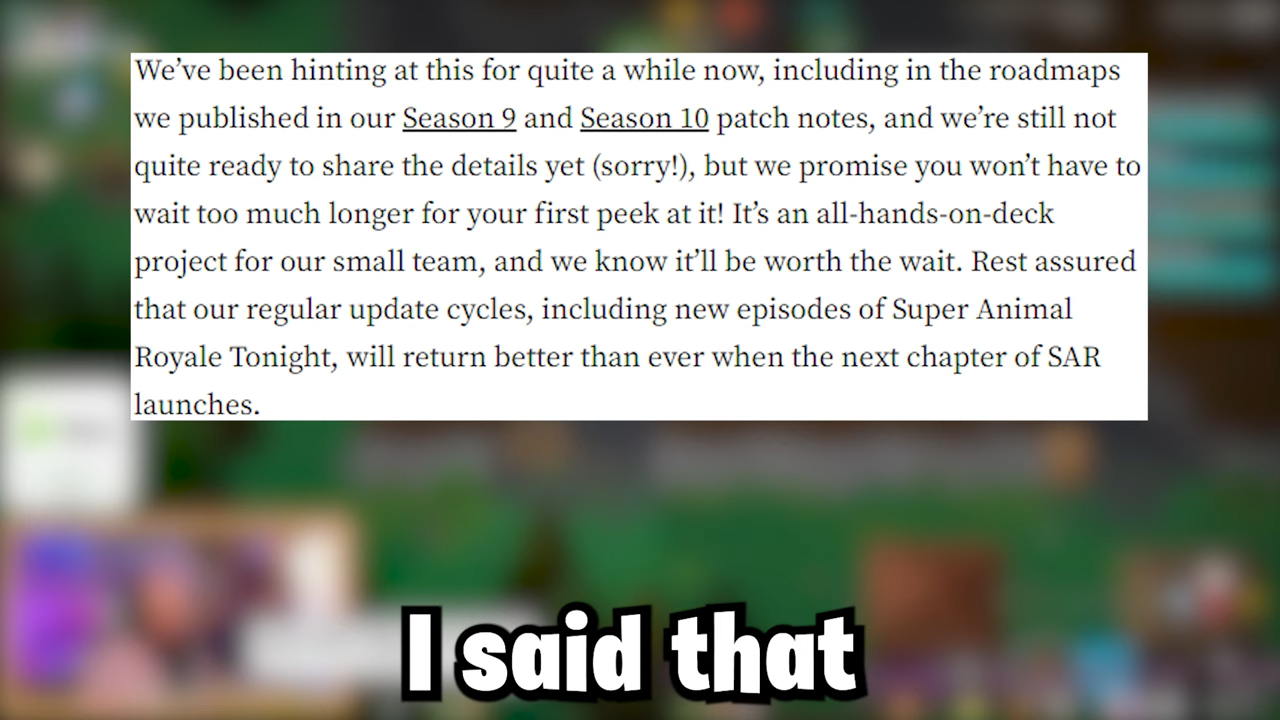 We’ve been hinting at this for quite a while now, including in the roadmaps
we published in our Season 9 and Season 10 patch notes, and we’re still not
quite ready to share the details yet (sorry!), but we promise you won’t have to
wait too much longer for your first peek at it! It’s an all-hands-on-deck
project for our small team, and we know it’ll be worth the wait. Rest assured
that our regular update cycles, including new episodes of Super Animal
Royale Tonight, will return better than ever when the next chapter of SAR
launches.
I said that